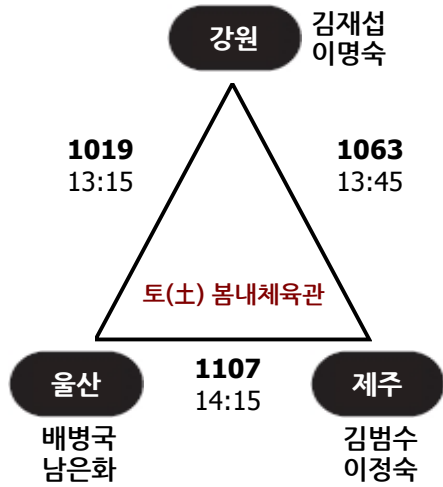 강원
김재섭
이명숙
1019
13:15
1063
13:45
토(土) 봄내체육관
울산
1107
14:15
제주
배병국
남은화
김범수
이정숙